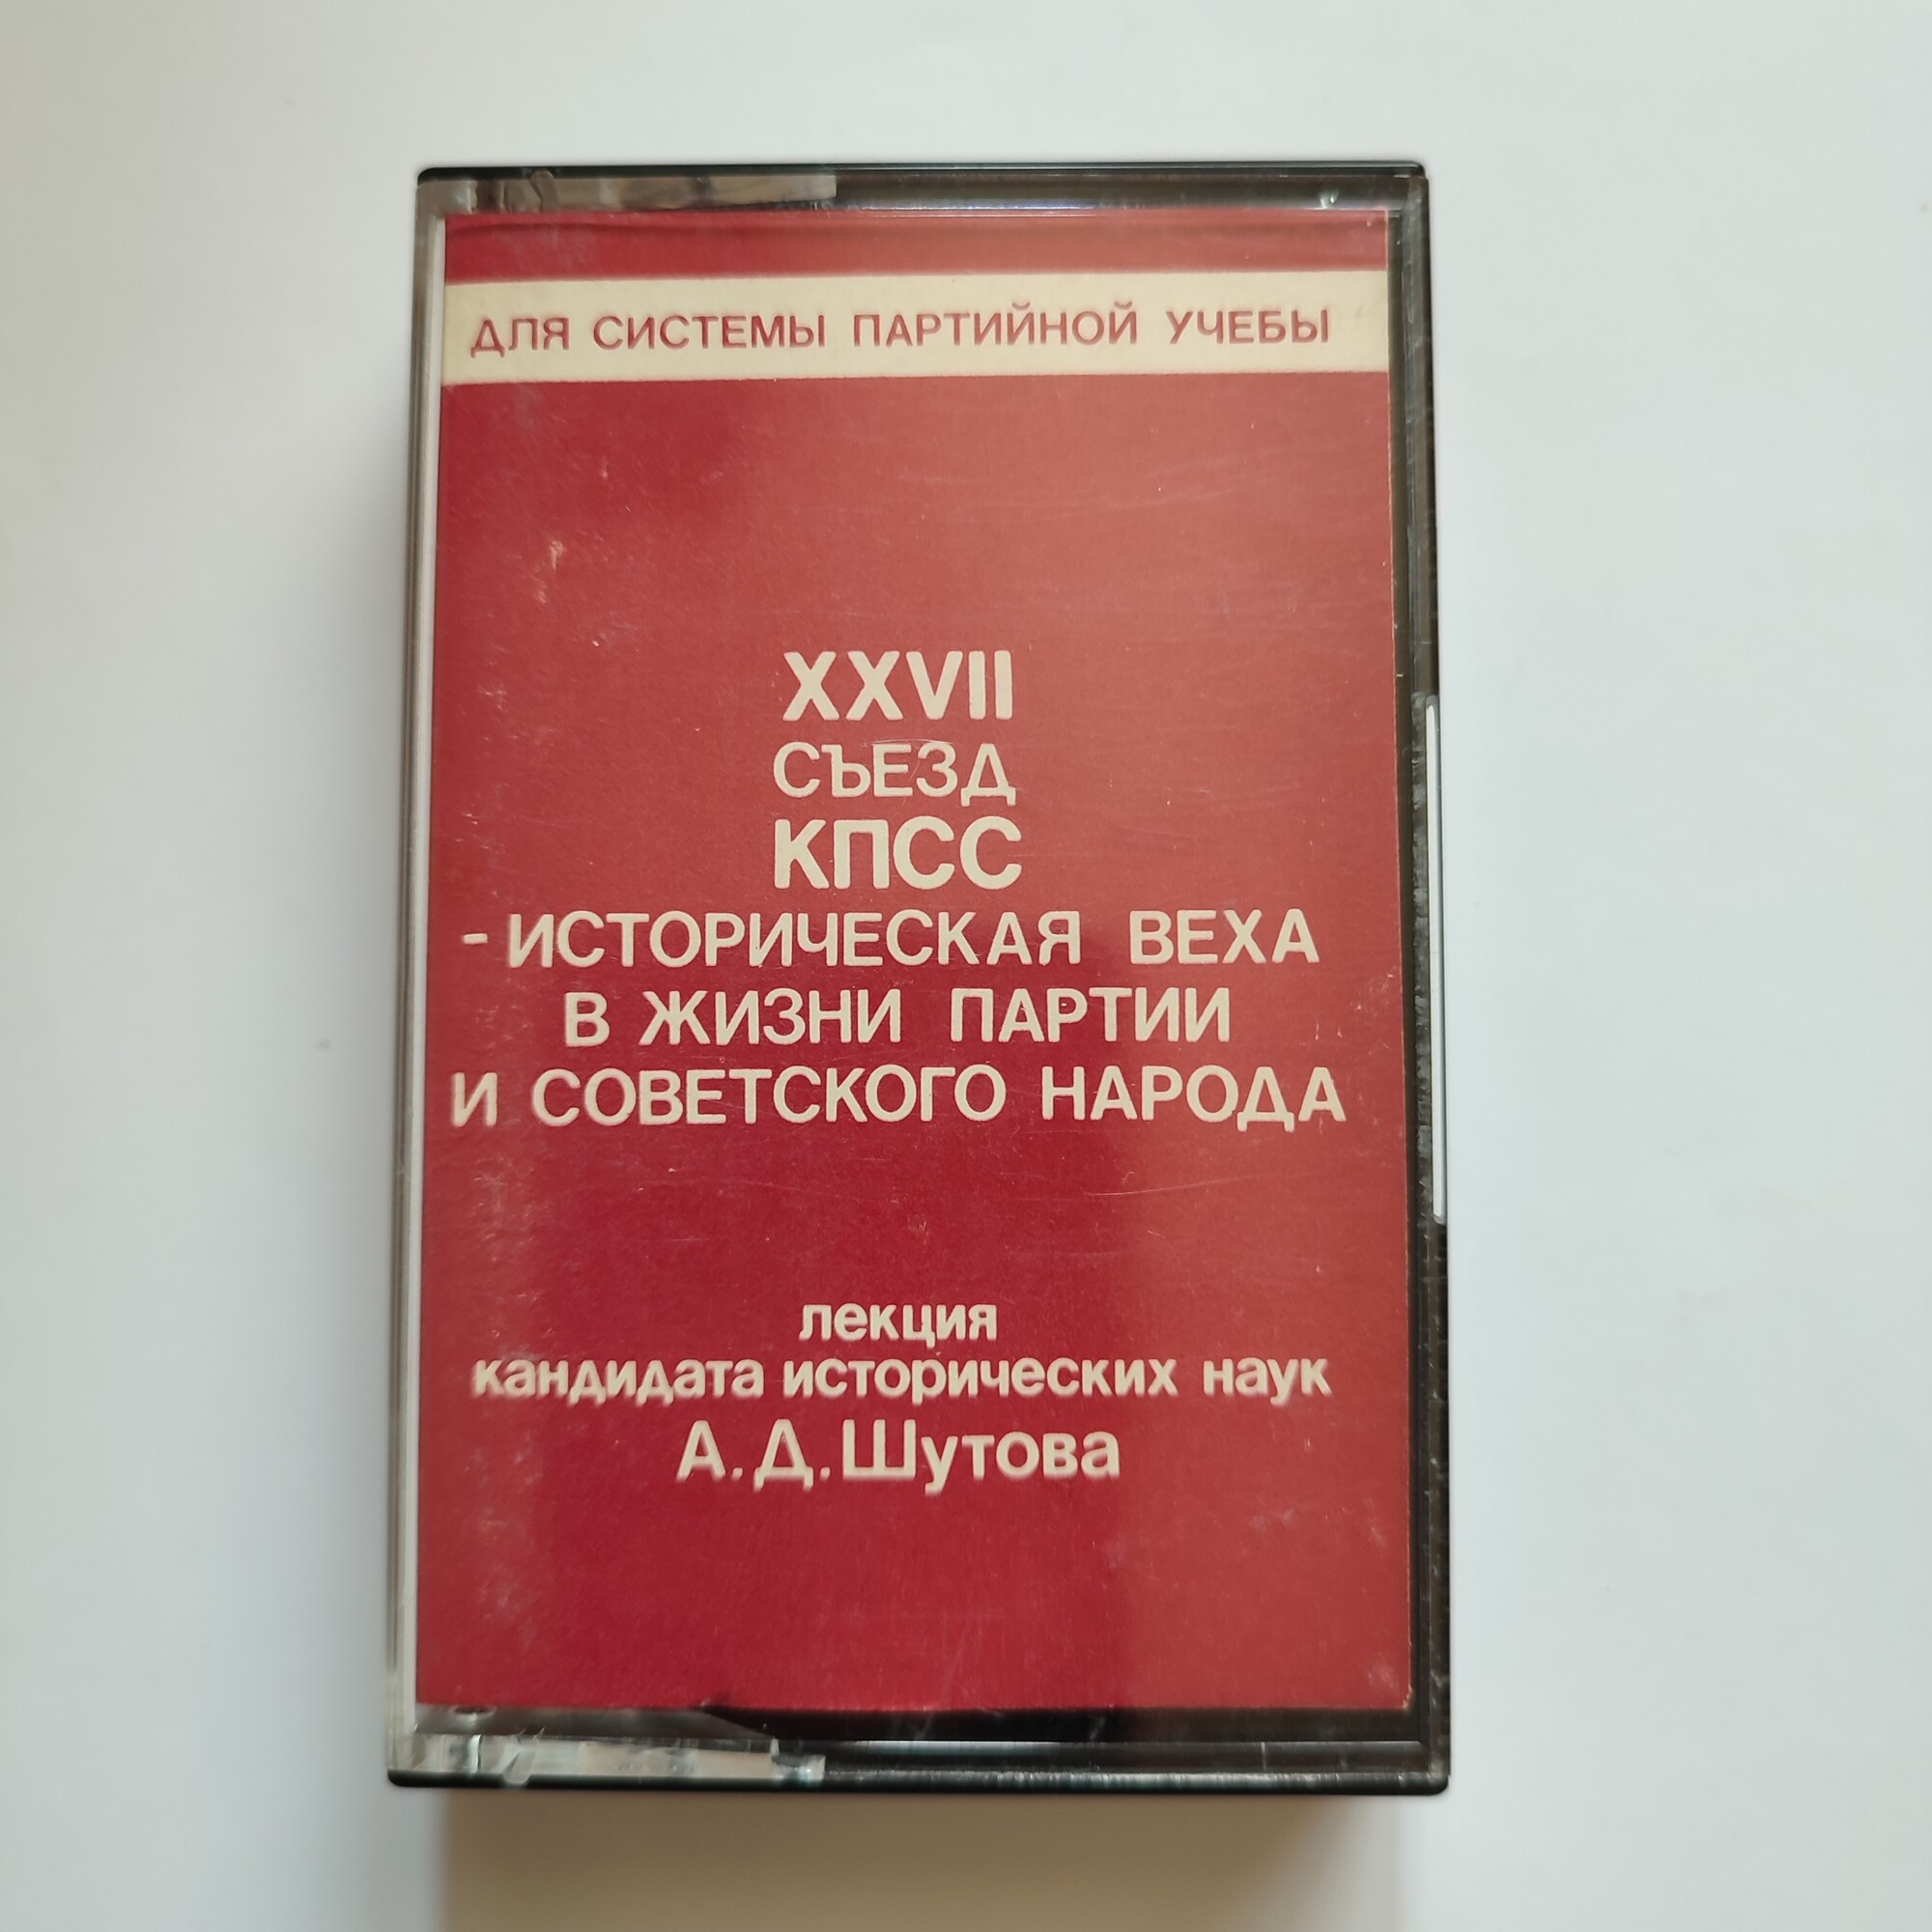 ДЛЯ СИСТЕМЫ ПАРТИЙНОЙ УЧЕБЫ
XXVII
СЪЕЗД
КПСС
- ИСТОРИЧЕСКАЯ ВЕХА
В ЖИЗНИ ПАРТИИ
И СОВЕТСКОГО НАРОДА
лекция
кандидата исторических наук
А.Д.Шутова